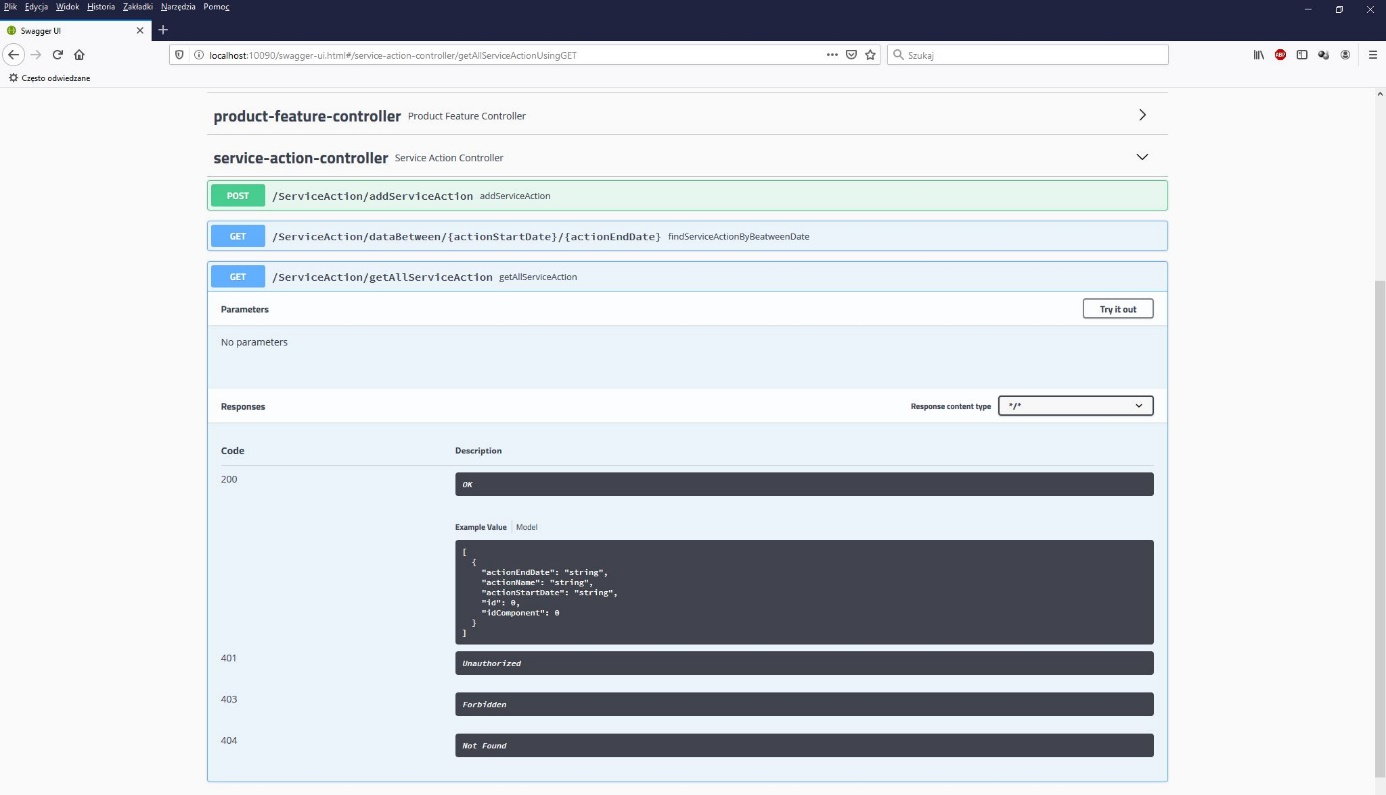 Plik Edycja Widok Historia Zakładki Narzędzia Pomoc
Swagger UI
localhost:10090/swagger-ui.html#/service-action-controller/getAllServiceActionUsingGET
Szukaj
ABP
Często odwiedzane
product-feature-controller Product Feature Controller
service-action-controller Service Action Controller
POST /ServiceAction/addServiceAction addServiceAction
GET /ServiceAction/dataBetween/{actionStartDate}/{actionEndDate} findServiceActionByBeatweenDate
GET /ServiceAction/getAllServiceAction getAllServiceAction
Parameters Try it out
No parameters
Responses Response content type */*
Code Description
200 OK
Example Value Model
[
{
"actionEndDate": "string",
"actionName": "string",
"actionStartDate": "string",
"id": 0,
"idComponent": 0
}
]
401 Unauthorized
403 Forbidden
404 Not Found